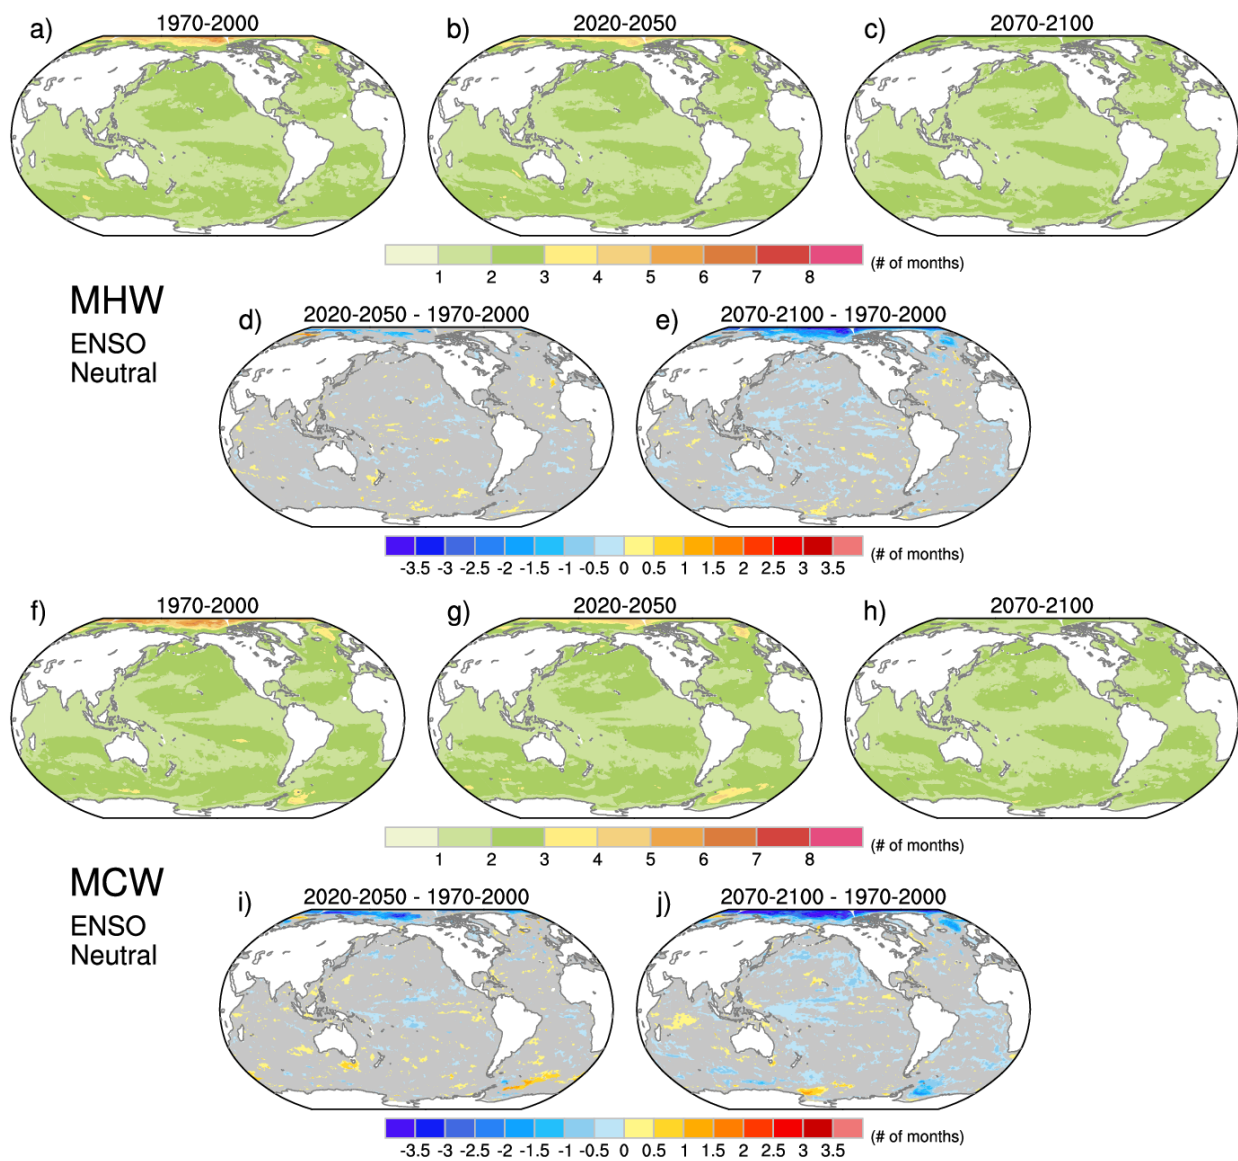 a) 1970-2000
b) 2020-2050
c) 2070-2100
1 2 3 4 5 6 7 8 (# of months)
MHW
ENSO
Neutral
d) 2020-2050 - 1970-2000
e) 2070-2100 - 1970-2000
-3.5 -3 -2.5 -2 -1.5 -1 -0.5 0 0.5 1 1.5 2 2.5 3 3.5 (# of months)
f) 1970-2000
g) 2020-2050
h) 2070-2100
1 2 3 4 5 6 7 8 (# of months)
MCW
ENSO
Neutral
i) 2020-2050 - 1970-2000
j) 2070-2100 - 1970-2000
-3.5 -3 -2.5 -2 -1.5 -1 -0.5 0 0.5 1 1.5 2 2.5 3 3.5 (# of months)